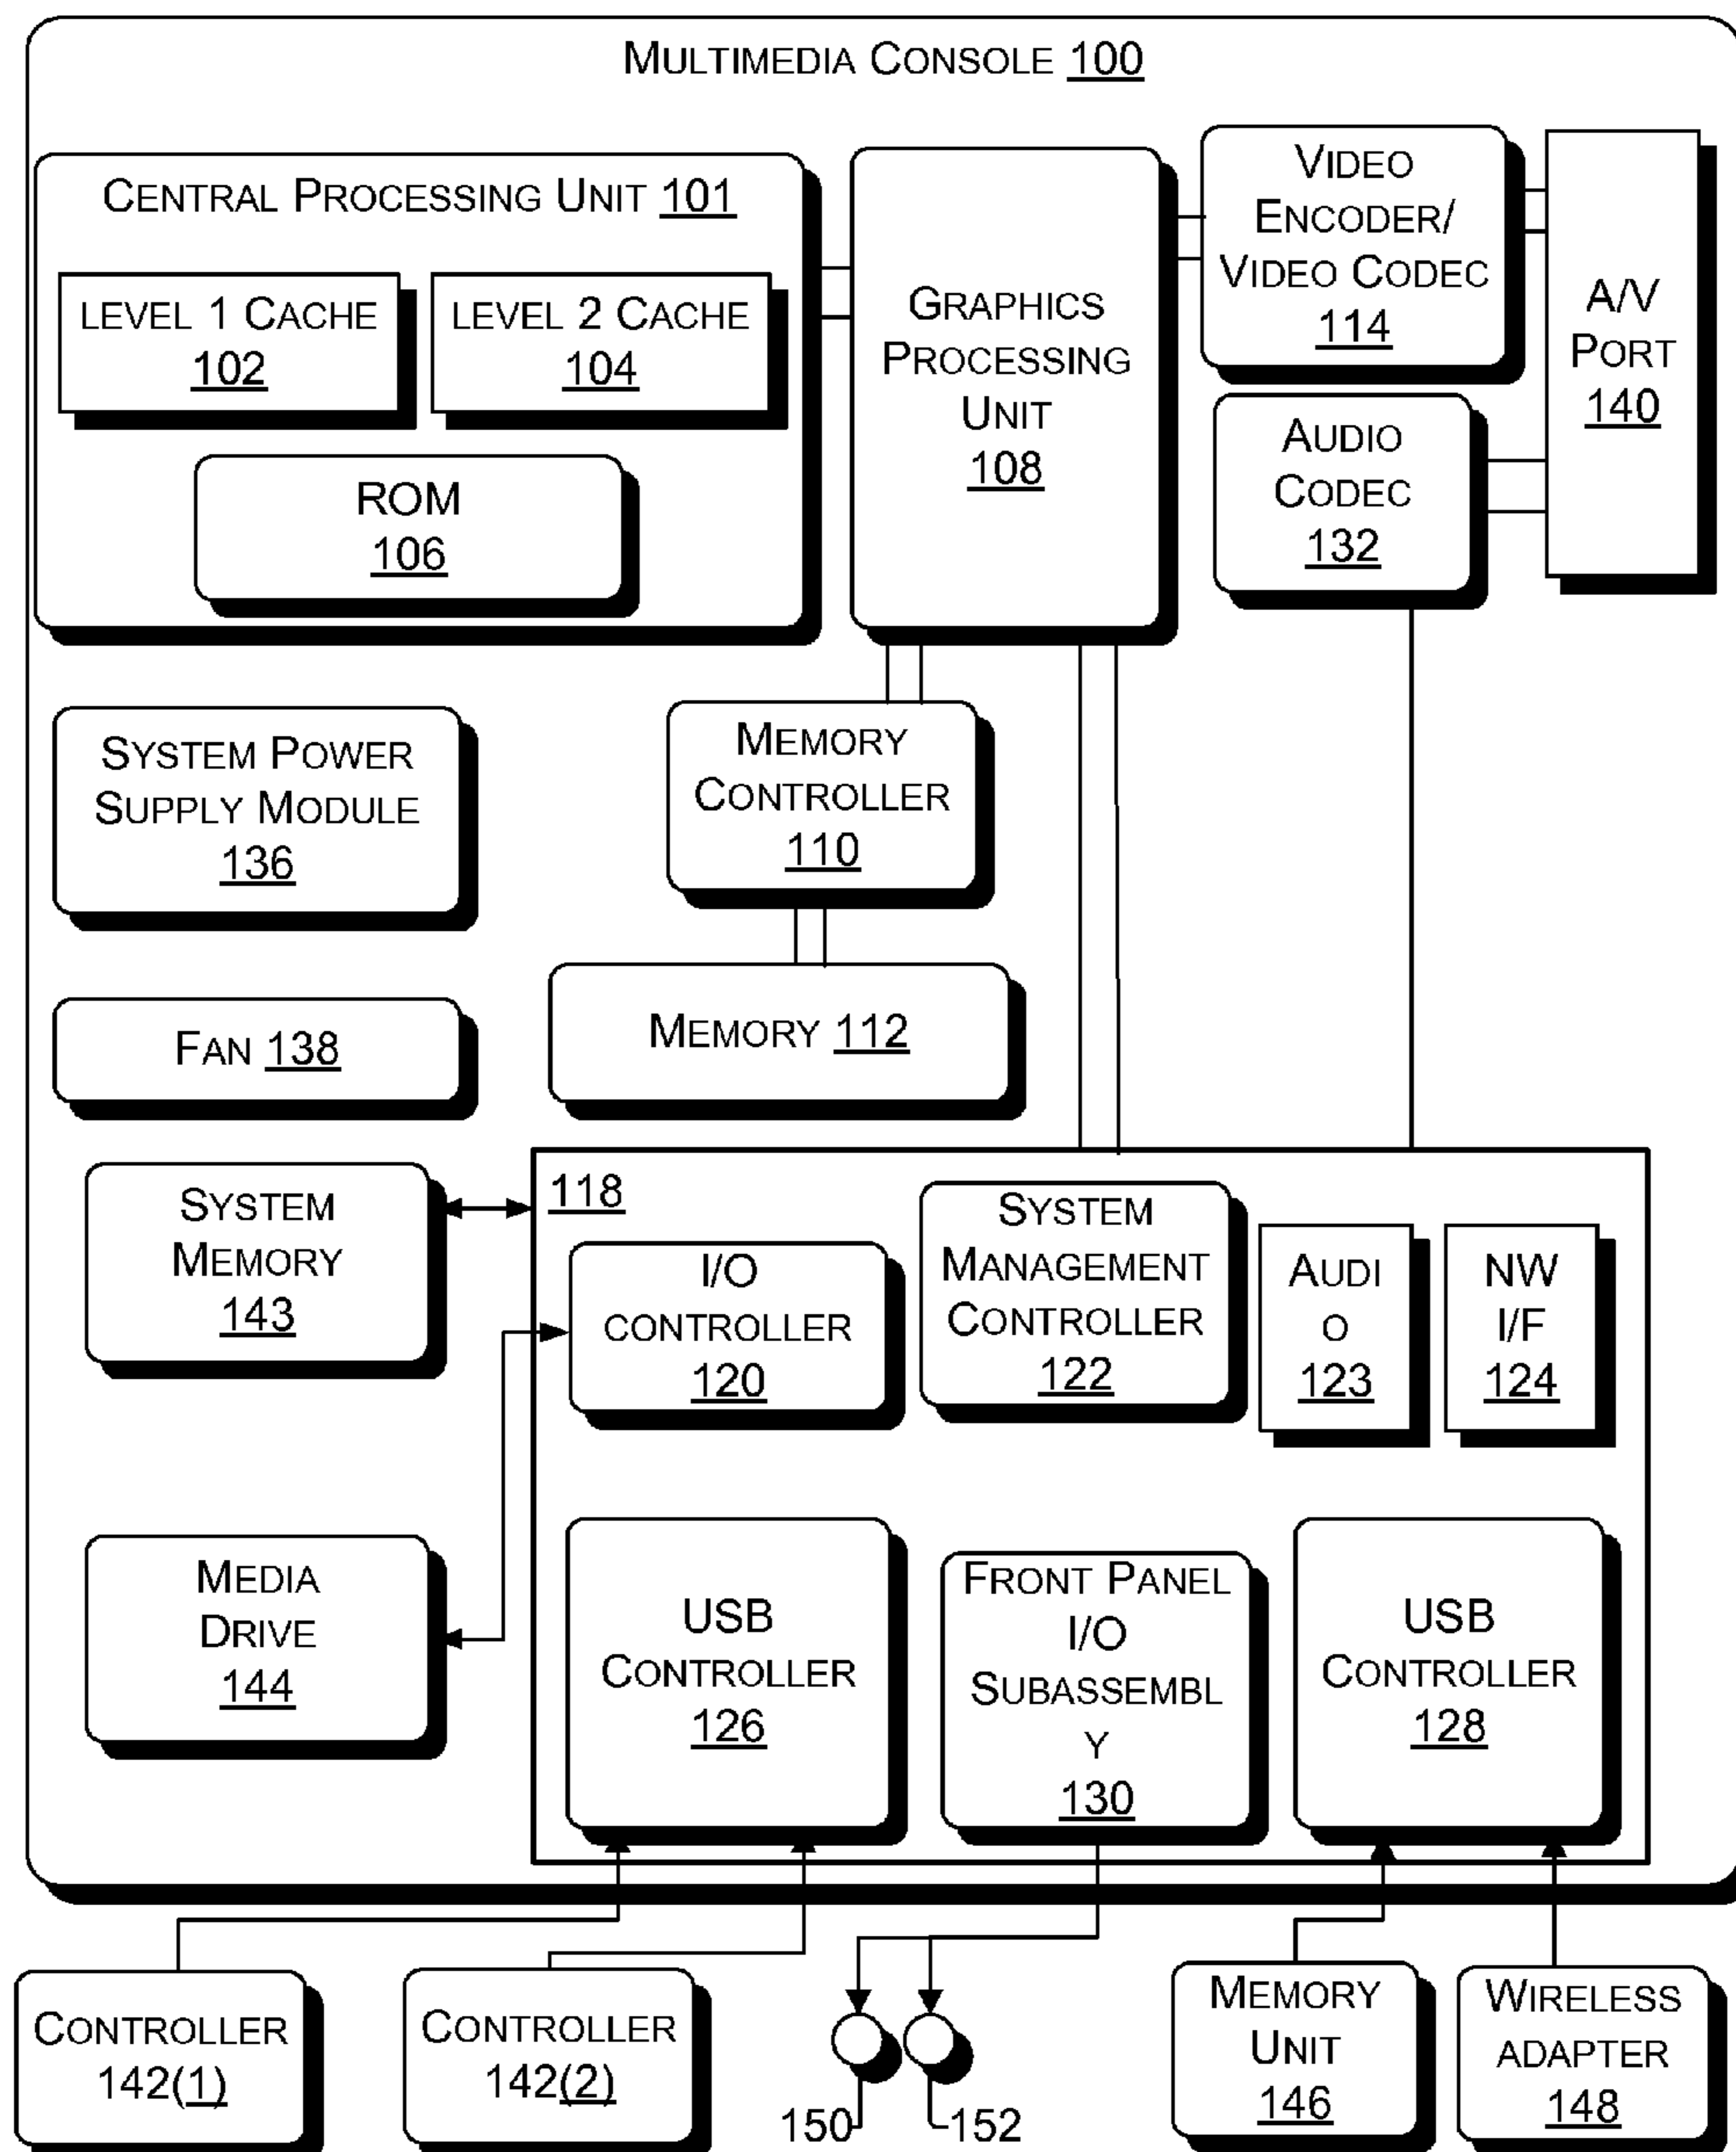 MULTIMEDIA CONSOLE 100
CENTRAL PROCESSING UNIT 101
LEVEL 1 CACHE
102
LEVEL 2 CACHE
104
ROM
106
GRAPHICS
PROCESSING
UNIT
108
VIDEO
ENCODER/
VIDEO CODEC
114
A/V
PORT
140
AUDIO
CODEC
132
SYSTEM POWER
SUPPLY MODULE
136
MEMORY
CONTROLLER
110
FAN 138
MEMORY 112
SYSTEM
MEMORY
143
118
I/O
CONTROLLER
120
SYSTEM
MANAGEMENT
CONTROLLER
122
AUDI
O
123
NW
I/F
124
MEDIA
DRIVE
144
USB
CONTROLLER
126
FRONT PANEL
I/O
SUBASSEMBL
Y
130
USB
CONTROLLER
128
CONTROLLER
142(1)
CONTROLLER
142(2)
150
152
MEMORY
UNIT
146
WIRELESS
ADAPTER
148